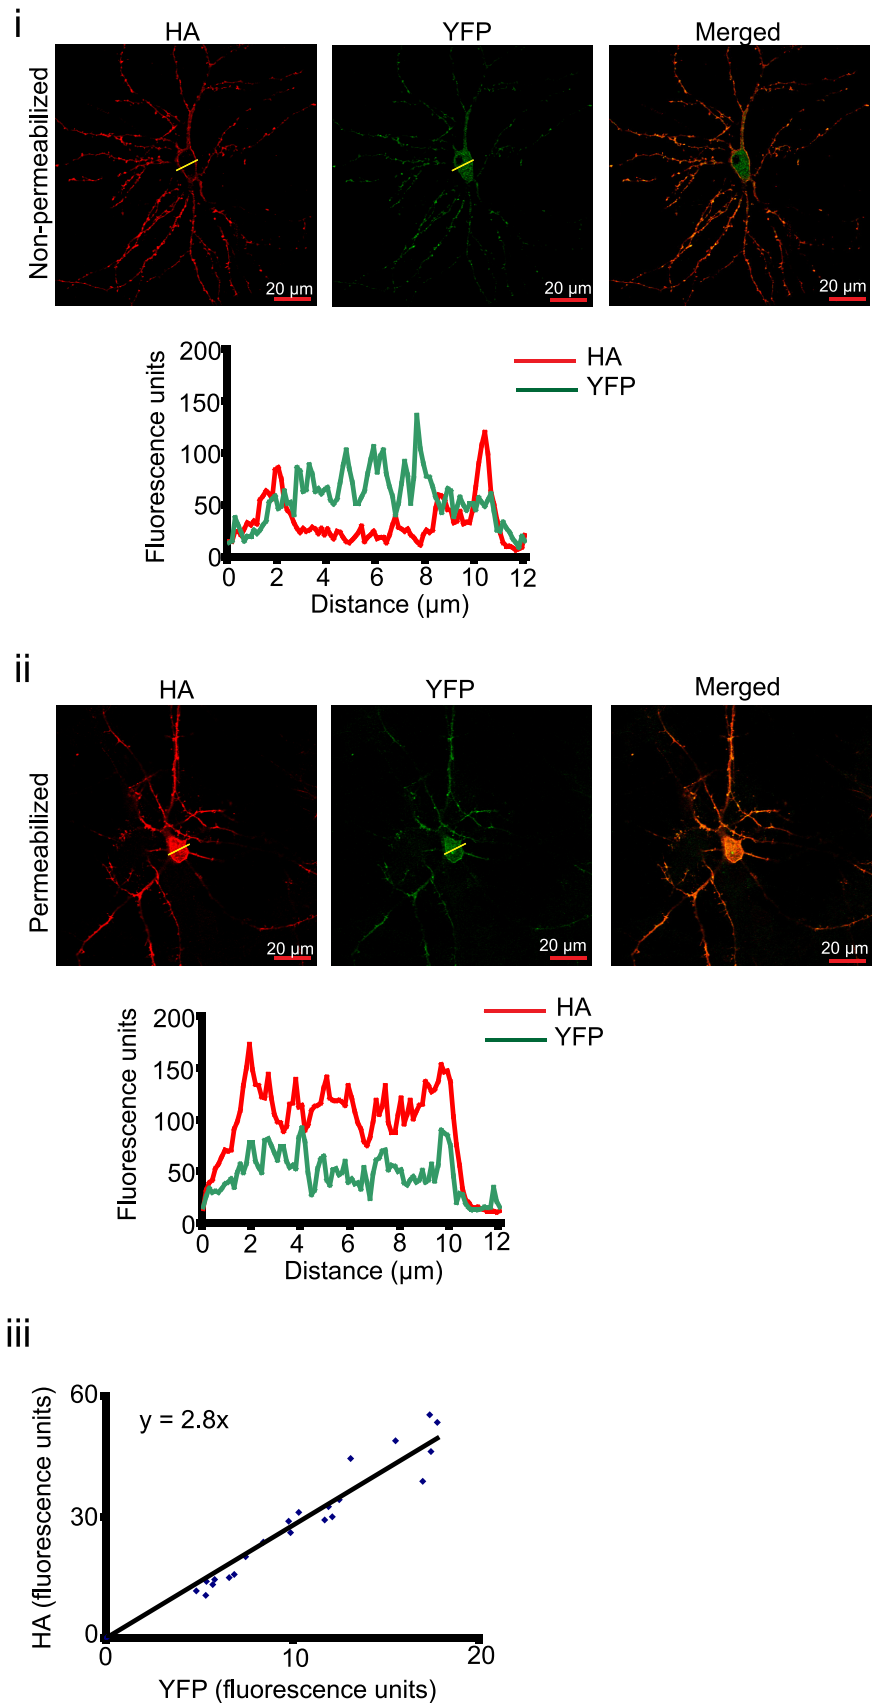 i
HA YFP Merged
Non-permeabilized
20 µm 20 µm 20 µm
200
150
100
50
0
Fluorescence units
HA
YFP
0 2 4 6 8 10 12
Distance (µm)
ii
HA YFP Merged
Permeabilized
20 µm 20 µm 20 µm
200
150
100
50
0
Fluorescence units
HA
YFP
0 2 4 6 8 10 12
Distance (µm)
iii
60
30
0
HA (fluorescence units)
y = 2.8x
0 10 20
YFP (fluorescence units)